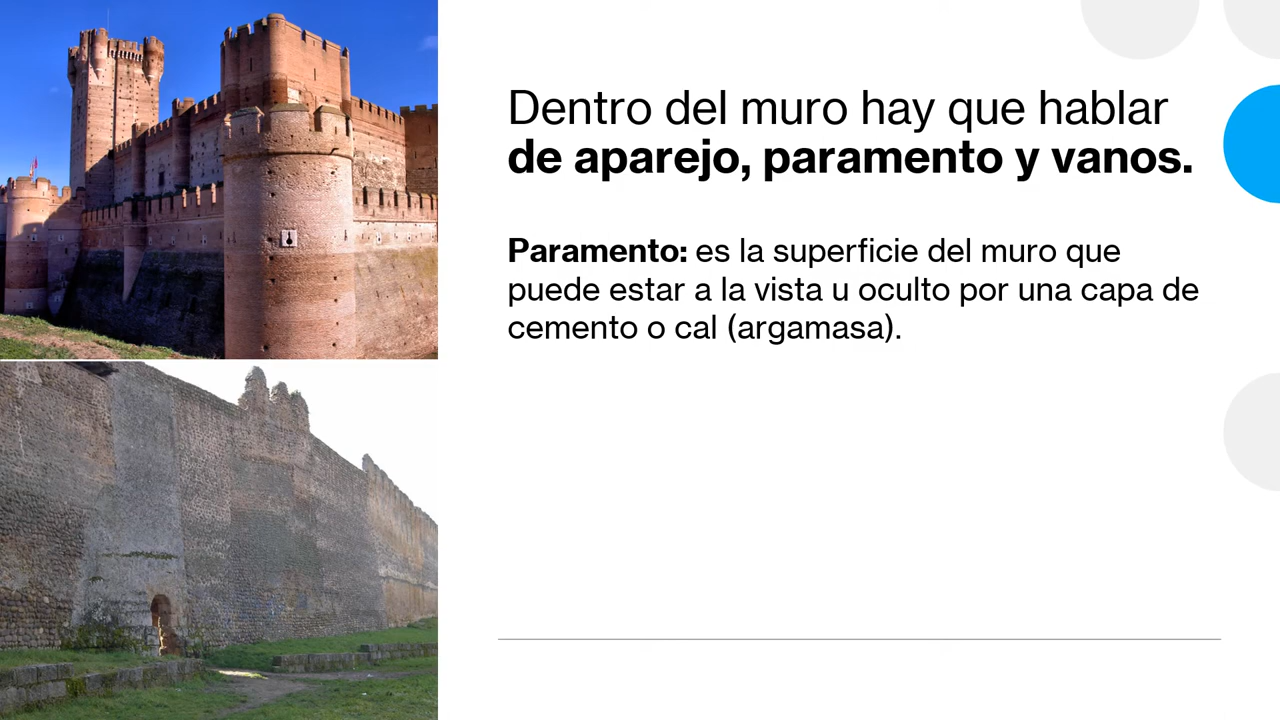 Dentro del muro hay que hablar
de aparejo, paramento y vanos.
Paramento: es la superficie del muro que
puede estar a la vista u oculto por una capa de
cemento o cal (argamasa).